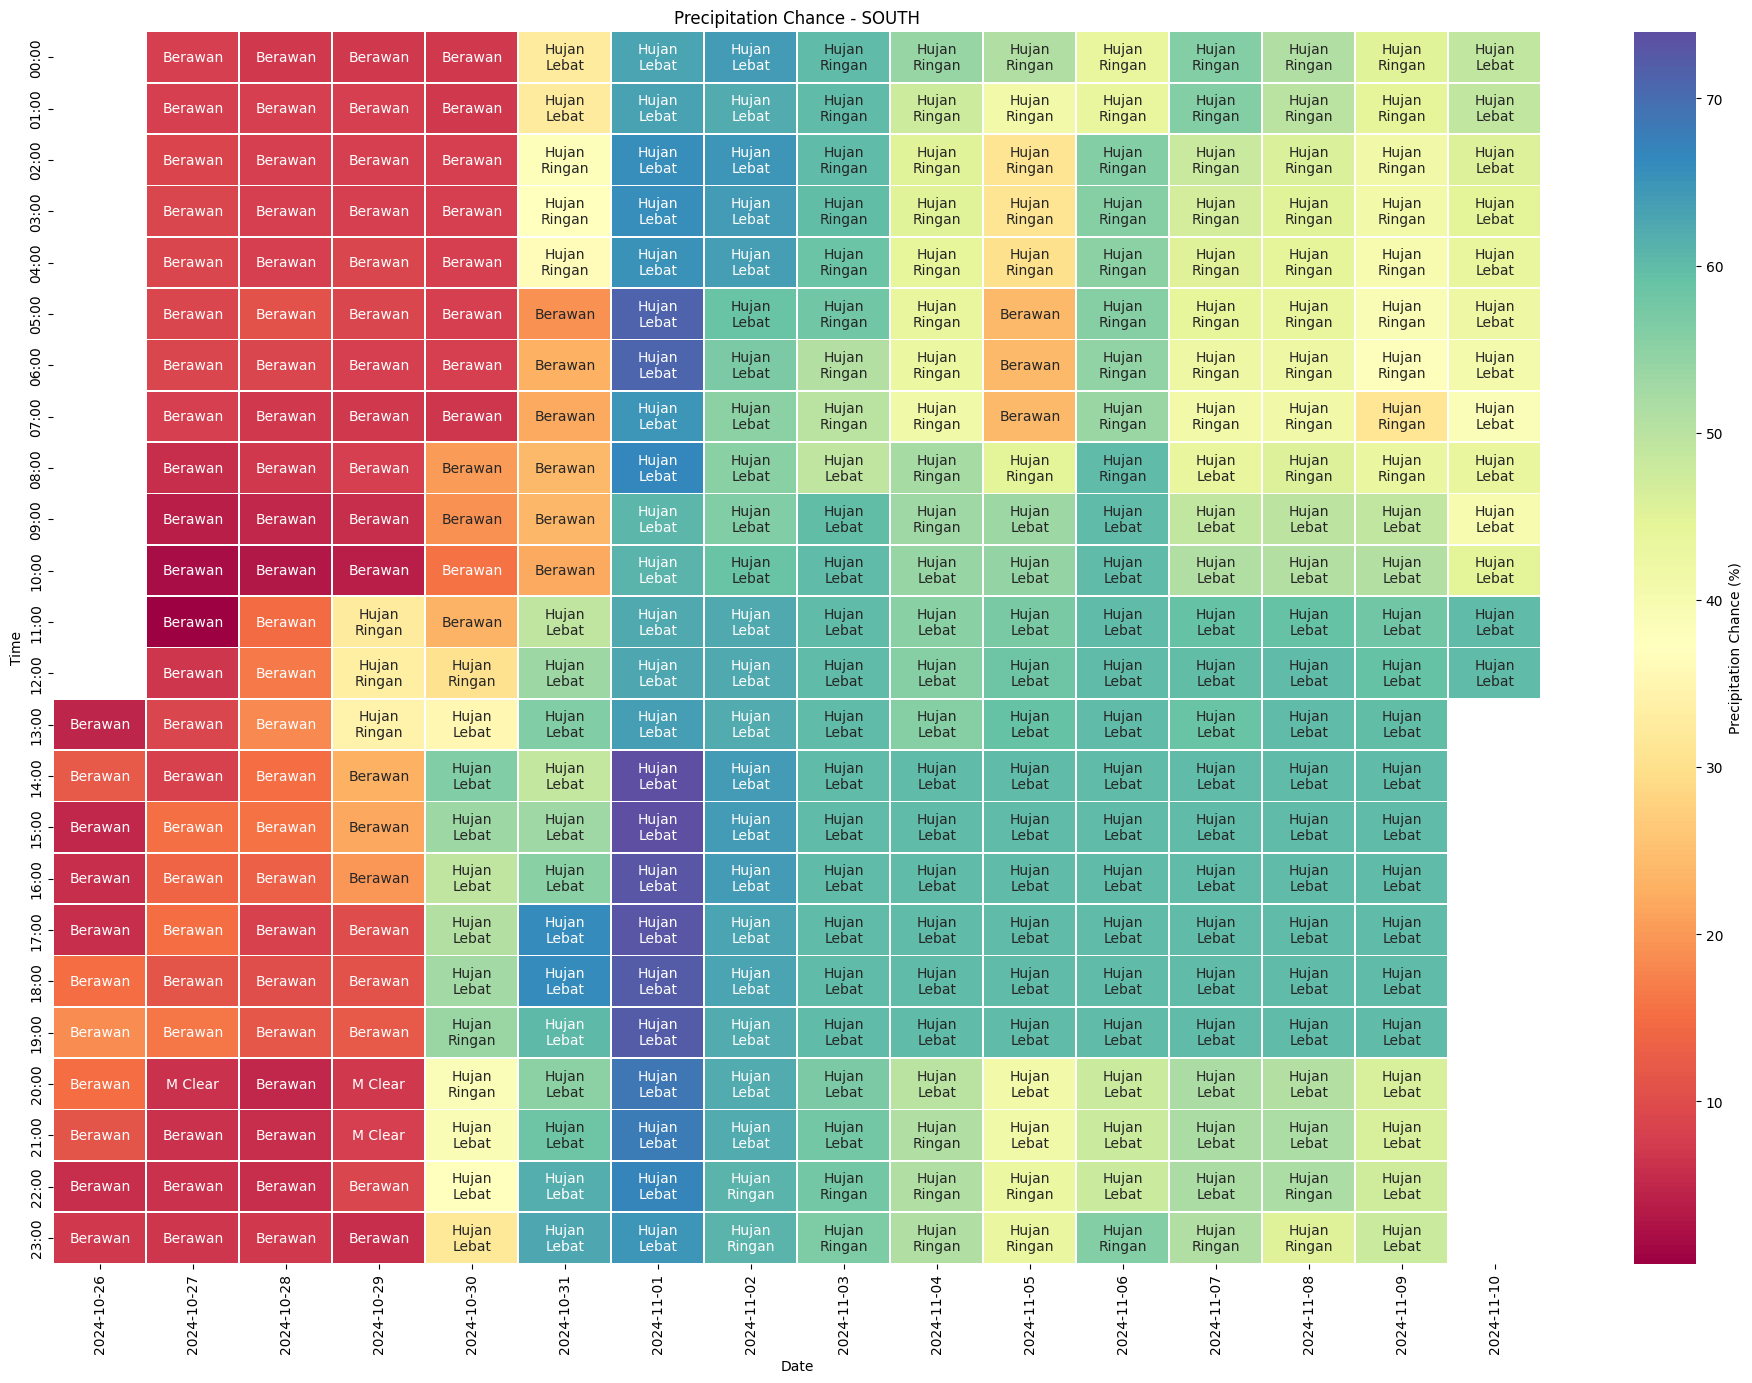 Precipitation Chance - SOUTH
00:00 Berawan Berawan Berawan Berawan Hujan Lebat Hujan Lebat Hujan Lebat Hujan Ringan Hujan Ringan Hujan Ringan Hujan Ringan Hujan Ringan Hujan Ringan Hujan Ringan Hujan Lebat
01:00 Berawan Berawan Berawan Berawan Hujan Lebat Hujan Lebat Hujan Lebat Hujan Ringan Hujan Ringan Hujan Ringan Hujan Ringan Hujan Ringan Hujan Ringan Hujan Ringan Hujan Lebat
02:00 Berawan Berawan Berawan Berawan Hujan Ringan Hujan Lebat Hujan Lebat Hujan Ringan Hujan Ringan Hujan Ringan Hujan Ringan Hujan Ringan Hujan Ringan Hujan Ringan Hujan Lebat
03:00 Berawan Berawan Berawan Berawan Hujan Ringan Hujan Lebat Hujan Lebat Hujan Ringan Hujan Ringan Hujan Ringan Hujan Ringan Hujan Ringan Hujan Ringan Hujan Ringan Hujan Lebat
04:00 Berawan Berawan Berawan Berawan Hujan Ringan Hujan Lebat Hujan Lebat Hujan Ringan Hujan Ringan Hujan Ringan Hujan Ringan Hujan Ringan Hujan Ringan Hujan Ringan Hujan Lebat
05:00 Berawan Berawan Berawan Berawan Berawan Hujan Lebat Hujan Lebat Hujan Ringan Hujan Ringan Berawan Hujan Ringan Hujan Ringan Hujan Ringan Hujan Ringan Hujan Lebat
06:00 Berawan Berawan Berawan Berawan Berawan Hujan Lebat Hujan Lebat Hujan Ringan Hujan Ringan Berawan Hujan Ringan Hujan Ringan Hujan Ringan Hujan Ringan Hujan Lebat
07:00 Berawan Berawan Berawan Berawan Berawan Hujan Lebat Hujan Lebat Hujan Ringan Hujan Ringan Berawan Hujan Ringan Hujan Ringan Hujan Ringan Hujan Ringan Hujan Lebat
08:00 Berawan Berawan Berawan Berawan Berawan Hujan Lebat Hujan Lebat Hujan Lebat Hujan Ringan Hujan Ringan Hujan Ringan Hujan Lebat Hujan Ringan Hujan Ringan Hujan Lebat
09:00 Berawan Berawan Berawan Berawan Berawan Hujan Lebat Hujan Lebat Hujan Lebat Hujan Ringan Hujan Lebat Hujan Lebat Hujan Lebat Hujan Lebat Hujan Lebat Hujan Lebat
10:00 Berawan Berawan Berawan Berawan Berawan Hujan Lebat Hujan Lebat Hujan Lebat Hujan Lebat Hujan Lebat Hujan Lebat Hujan Lebat Hujan Lebat Hujan Lebat Hujan Lebat
11:00 Berawan Berawan Hujan Ringan Berawan Hujan Lebat Hujan Lebat Hujan Lebat Hujan Lebat Hujan Lebat Hujan Lebat Hujan Lebat Hujan Lebat Hujan Lebat Hujan Lebat Hujan Lebat
12:00 Berawan Berawan Hujan Ringan Hujan Ringan Hujan Lebat Hujan Lebat Hujan Lebat Hujan Lebat Hujan Lebat Hujan Lebat Hujan Lebat Hujan Lebat Hujan Lebat Hujan Lebat Hujan Lebat
13:00 Berawan Berawan Berawan Hujan Ringan Hujan Lebat Hujan Lebat Hujan Lebat Hujan Lebat Hujan Lebat Hujan Lebat Hujan Lebat Hujan Lebat Hujan Lebat Hujan Lebat Hujan Lebat
14:00 Berawan Berawan Berawan Berawan Hujan Lebat Hujan Lebat Hujan Lebat Hujan Lebat Hujan Lebat Hujan Lebat Hujan Lebat Hujan Lebat Hujan Lebat Hujan Lebat Hujan Lebat
15:00 Berawan Berawan Berawan Berawan Hujan Lebat Hujan Lebat Hujan Lebat Hujan Lebat Hujan Lebat Hujan Lebat Hujan Lebat Hujan Lebat Hujan Lebat Hujan Lebat Hujan Lebat
16:00 Berawan Berawan Berawan Berawan Hujan Lebat Hujan Lebat Hujan Lebat Hujan Lebat Hujan Lebat Hujan Lebat Hujan Lebat Hujan Lebat Hujan Lebat Hujan Lebat Hujan Lebat
17:00 Berawan Berawan Berawan Berawan Hujan Lebat Hujan Lebat Hujan Lebat Hujan Lebat Hujan Lebat Hujan Lebat Hujan Lebat Hujan Lebat Hujan Lebat Hujan Lebat Hujan Lebat
18:00 Berawan Berawan Berawan Berawan Hujan Lebat Hujan Lebat Hujan Lebat Hujan Lebat Hujan Lebat Hujan Lebat Hujan Lebat Hujan Lebat Hujan Lebat Hujan Lebat Hujan Lebat
19:00 Berawan Berawan Berawan Berawan Hujan Ringan Hujan Lebat Hujan Lebat Hujan Lebat Hujan Lebat Hujan Lebat Hujan Lebat Hujan Lebat Hujan Lebat Hujan Lebat Hujan Lebat
20:00 Berawan M Clear Berawan M Clear Hujan Ringan Hujan Lebat Hujan Lebat Hujan Lebat Hujan Lebat Hujan Lebat Hujan Lebat Hujan Lebat Hujan Lebat Hujan Lebat Hujan Lebat
21:00 Berawan Berawan Berawan M Clear Hujan Lebat Hujan Lebat Hujan Lebat Hujan Lebat Hujan Lebat Hujan Ringan Hujan Lebat Hujan Lebat Hujan Lebat Hujan Lebat Hujan Lebat
22:00 Berawan Berawan Berawan Berawan Hujan Lebat Hujan Lebat Hujan Lebat Hujan Ringan Hujan Ringan Hujan Ringan Hujan Ringan Hujan Lebat Hujan Lebat Hujan Ringan Hujan Lebat
23:00 Berawan Berawan Berawan Berawan Hujan Lebat Hujan Lebat Hujan Lebat Hujan Ringan Hujan Ringan Hujan Ringan Hujan Ringan Hujan Ringan Hujan Ringan Hujan Ringan Hujan Lebat
Time
2024-10-26 2024-10-27 2024-10-28 2024-10-29 2024-10-30 2024-10-31 2024-11-01 2024-11-02 2024-11-03 2024-11-04 2024-11-05 2024-11-06 2024-11-07 2024-11-08 2024-11-09 2024-11-10
Date
70
60
50
40
30
20
10
Precipitation Chance (%)